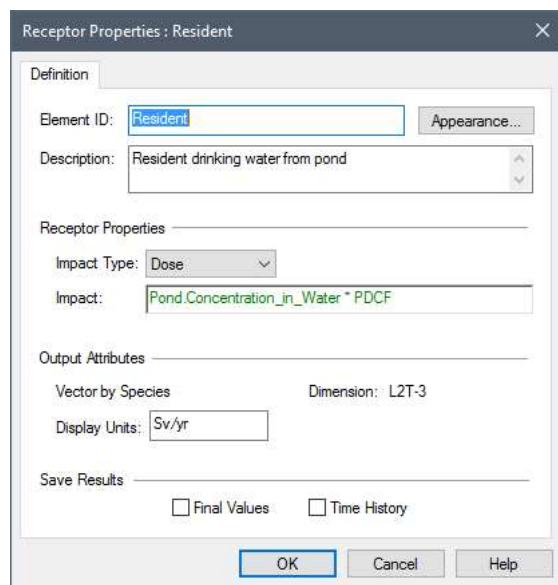 Receptor Properties : Resident
Definition
Element ID: Resident Appearance...
Description: Resident drinking water from pond
Receptor Properties
Impact Type: Dose
Impact: Pond.Concentration_in_Water * PDCF
Output Attributes
Vector by Species Dimension: L2T-3
Display Units: Sv/yr
Save Results
Final Values Time History
OK Cancel Help